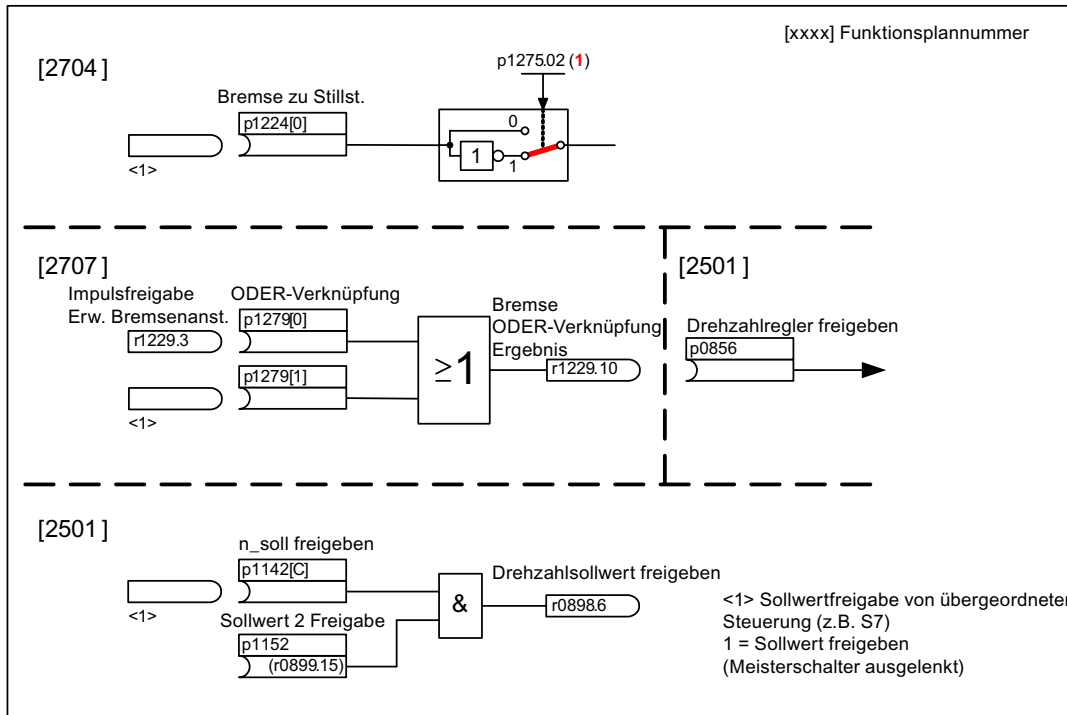 [xxxx] Funktionsplannummer
[2704]
p1275.02 (1)
Bremse zu Stillst.
p1224[0]
<1>
0
1
1
[2707]
[2501]
Impulsfreigabe
Erw. Bremsenanst.
r1229.3
ODER-Verknüpfung
p1279[0]
p1279[1]
<1>
≥1
Bremse
ODER-Verknüpfung
Ergebnis
r1229.10
Drehzahlregler freigeben
p0856
[2501]
n_soll freigeben
p1142[C]
<1>
Sollwert 2 Freigabe
p1152
(r0899.15)
&
Drehzahlsollwert freigeben
r0898.6
<1> Sollwertfreigabe von übergeordneter
Steuerung (z.B. S7)
1 = Sollwert freigeben
(Meisterschalter ausgelenkt)